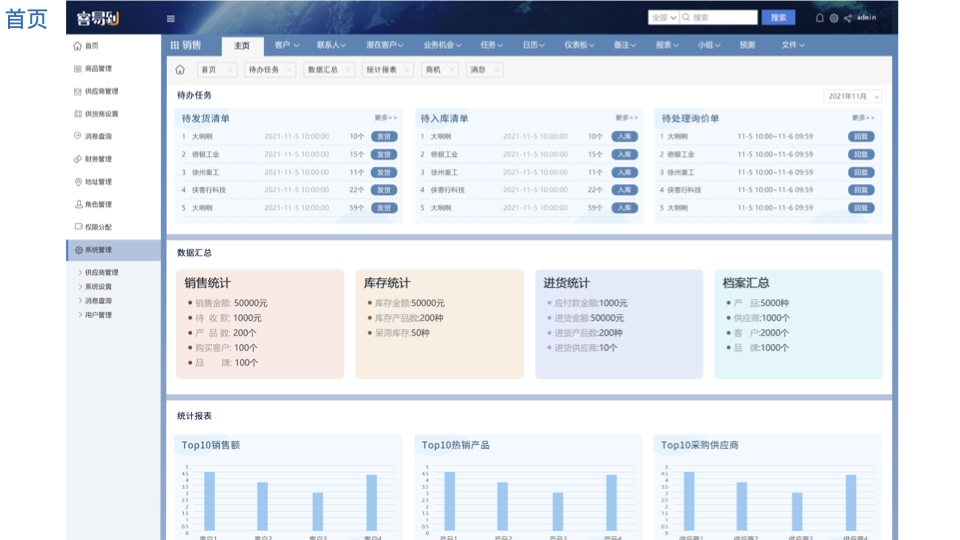 首页
容易到
全部 搜索 搜索 admin
首页
商品管理
供应商管理
供货商设置
消息查询
财务管理
地址管理
角色管理
权限分配
系统管理
供应商管理
系统设置
消息查询
用户管理
销售 主页 客户 联系人 潜在客户 业务机会 任务 日历 仪表板 备注 报表 小组 预测 文件
首页 × 待办任务 × 数据汇总 × 统计报表 × 商机 × 消息 ×
待办任务 2021年11月
待发货清单 更多>>
1 大咧咧 2021-11-5 10:00:00 10个 发货
2 德银工业 2021-11-5 10:00:00 15个 发货
3 徐州重工 2021-11-5 10:00:00 11个 发货
4 侠客行科技 2021-11-5 10:00:00 22个 发货
5 大咧咧 2021-11-5 10:00:00 59个 发货
待入库清单 更多>>
1 大咧咧 2021-11-5 10:00:00 10个 入库
2 德银工业 2021-11-5 10:00:00 15个 入库
3 徐州重工 2021-11-5 10:00:00 11个 入库
4 侠客行科技 2021-11-5 10:00:00 22个 入库
5 大咧咧 2021-11-5 10:00:00 59个 入库
待处理询价单 更多>>
1 大咧咧 11-5 10:00~11-6 09:59 回复
2 德银工业 11-5 10:00~11-6 09:59 回复
3 徐州重工 11-5 10:00~11-6 09:59 回复
4 侠客行科技 11-5 10:00~11-6 09:59 回复
5 大咧咧 11-5 10:00~11-6 09:59 回复
数据汇总
销售统计
销售金额: 50000元
待 收 款: 1000元
产 品 数: 200个
购买客户: 100个
品 牌: 100个
库存统计
库存金额:50000元
库存产品数:200种
呆滞库存:50种
进货统计
应付款金额:1000元
进货金额:50000元
进货产品数:200种
进货供应商:10个
档案汇总
产 品:5000种
供应商:1000个
客 户:2000个
品 牌:1000个
统计报表
Top10销售额
5
4.5
4
3.5
3
2.5
2
1.5
1
0.5
0
客户1 客户2 客户3 客户4
Top10热销产品
5
4.5
4
3.5
3
2.5
2
1.5
1
0.5
0
产品1 产品2 产品3 产品4
Top10采购供应商
5
4.5
4
3.5
3
2.5
2
1.5
1
0.5
0
供应商1 供应商2 供应商3 供应商4